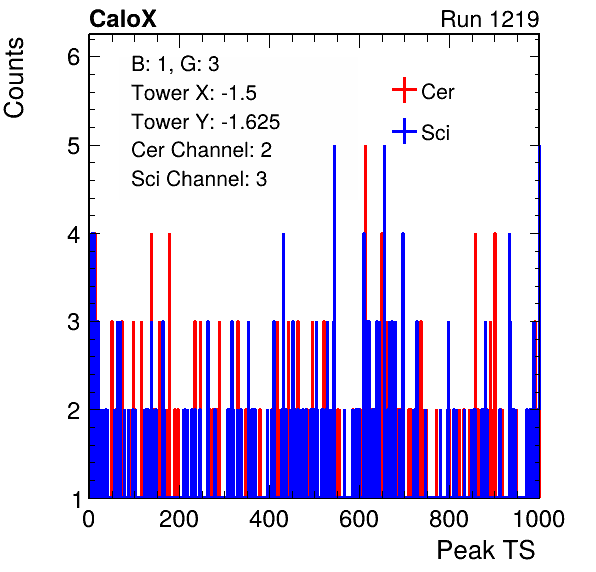 CaloX
Run 1219
Counts
B: 1, G: 3
Tower X: -1.5
Tower Y: -1.625
Cer Channel: 2
Sci Channel: 3
Cer
Sci
6
5
4
3
2
1
0 200 400 600 800 1000
Peak TS